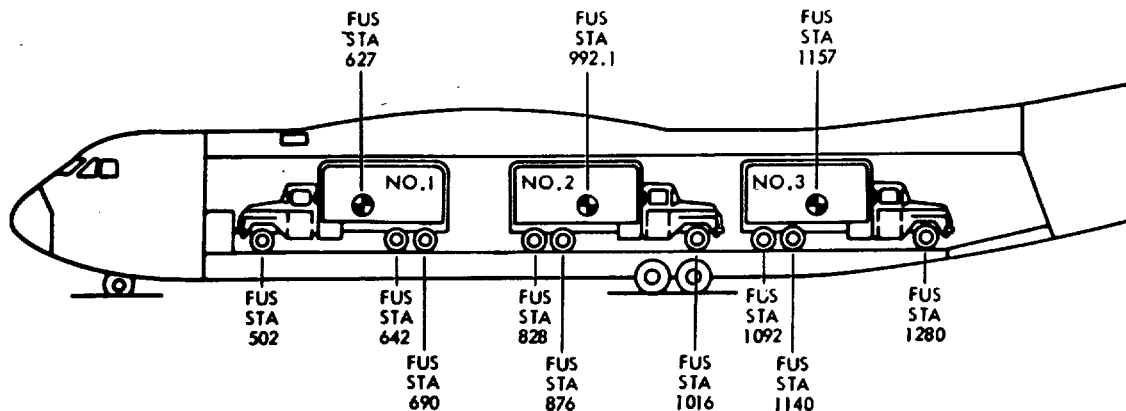 FUS
STA
627
FUS
STA
992.1
FUS
STA
1157
NO.1
NO.2
NO.3
FUS
STA
502
FUS
STA
642
FUS
STA
690
FUS
STA
828
FUS
STA
876
FUS
STA
1016
FUS
STA
1092
FUS
STA
1140
FUS
STA
1280